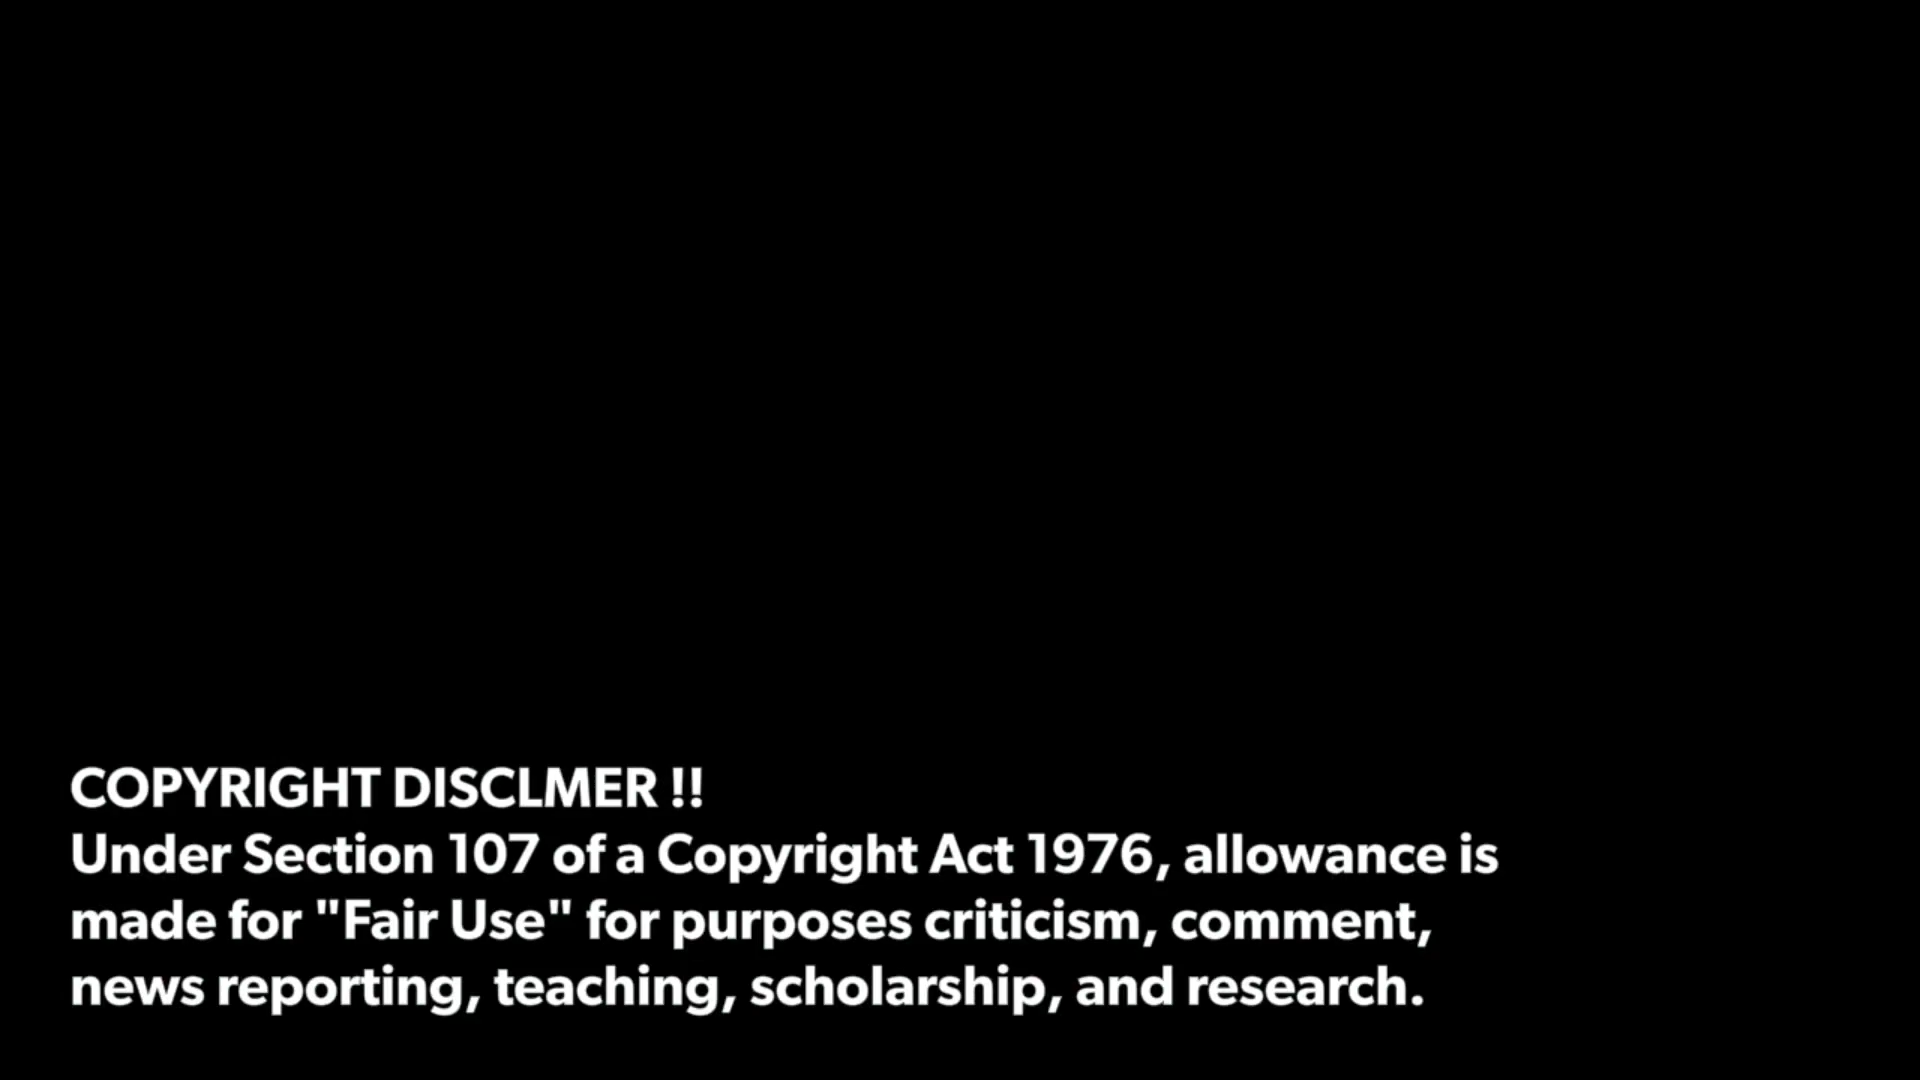 COPYRIGHT DISCLMER !!
Under Section 107 of a Copyright Act 1976, allowance is
made for "Fair Use" for purposes criticism, comment,
news reporting, teaching, scholarship, and research.